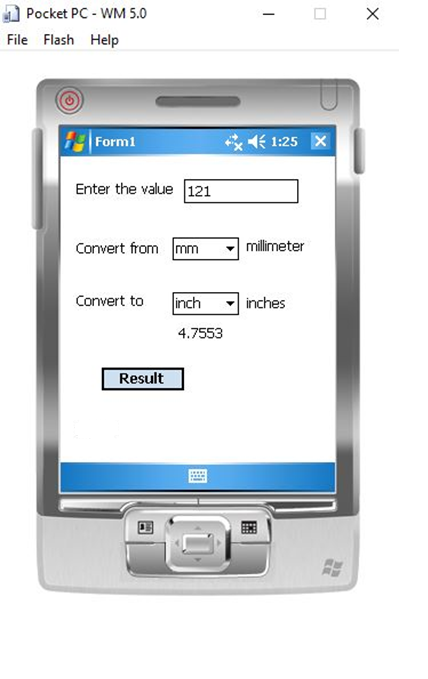 Pocket PC - WM 5.0
File Flash Help
Form1 1:25
Enter the value 121
Convert from mm millimeter
Convert to inch inches
4.7553
Result